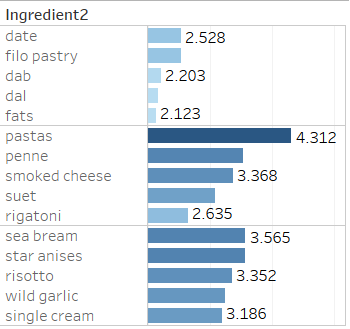 Ingredient2
date 2.528
filo pastry
dab 2.203
dal
fats 2.123
pastas 4.312
penne
smoked cheese 3.368
suet
rigatoni 2.635
sea bream 3.565
star anises
risotto 3.352
wild garlic
single cream 3.186